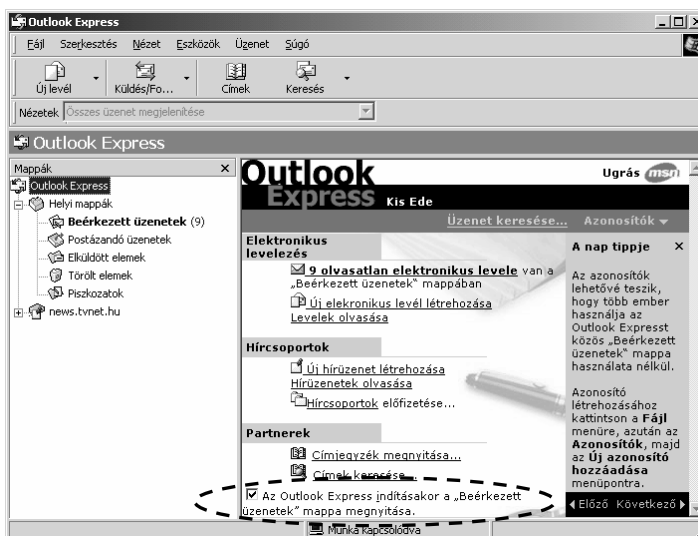 Outlook Express
Fájl Szerkesztés Nézet Eszközök Üzenet Súgó
Új levél Küldés/Fo... Címek Keresés
Nézetek Összes üzenet megjelenítése
Outlook Express
Mappák
Outlook Express
Helyi mappák
Beérkezett üzenetek (9)
Postázandó üzenetek
Elküldött elemek
Törölt elemek
Piszkozatok
news.tvnet.hu
Outlook
Express Kis Ede
Ugrás msn
Üzenet keresése... Azonosítók
Elektronikus
levelezés
9 olvasatlan elektronikus levele van a
„Beérkezett üzenetek” mappában
Új elekronikus levél létrehozása
Levelek olvasása
Hírcsoportok
Új hírüzenet létrehozása
Hírüzenetek olvasása
Hírcsoportok előfizetése...
Partnerek
Címjegyzék megnyitása...
Címek keresése...
Az Outlook Express indításakor a „Beérkezett
üzenetek” mappa megnyitása.
A nap tippje
Az azonosítók
lehetővé teszik,
hogy több ember
használja az
Outlook Expresst
közös „Beérkezett
üzenetek” mappa
használata nélkül.
Azonosító
létrehozásához
kattintson a Fájl
menüre, azután az
Azonosítók, majd
az Új azonosító
hozzáadása
menüpontra.
Előző Következő
Munka Kapcsolódva